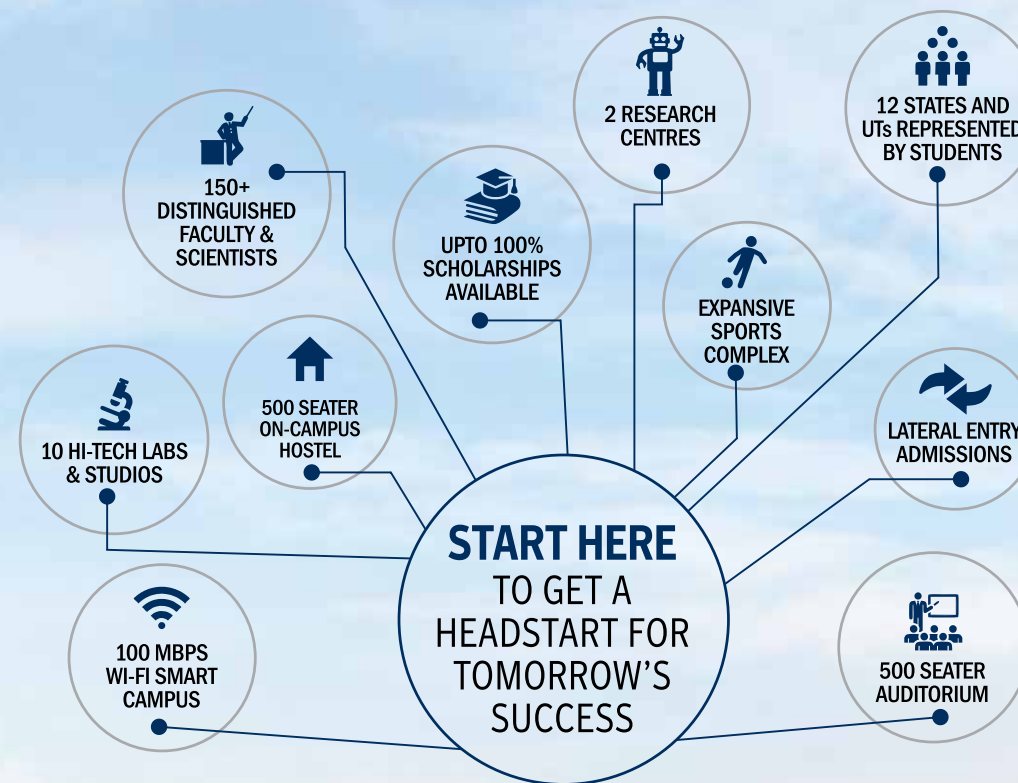 2 RESEARCH
CENTRES
12 STATES AND
UTs REPRESENTED
BY STUDENTS
150+
DISTINGUISHED
FACULTY &
SCIENTISTS
UPTO 100%
SCHOLARSHIPS
AVAILABLE
EXPANSIVE
SPORTS
COMPLEX
10 HI-TECH LABS
& STUDIOS
500 SEATER
ON-CAMPUS
HOSTEL
LATERAL ENTRY
ADMISSIONS
START HERE
TO GET A
HEADSTART FOR
TOMORROW'S
SUCCESS
100 MBPS
WI-FI SMART
CAMPUS
500 SEATER
AUDITORIUM